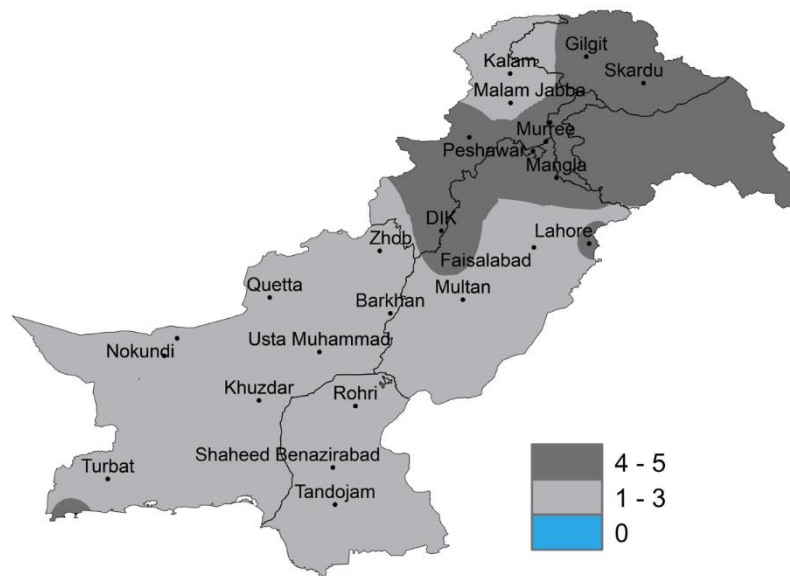 Gilgit
Kalam
Skardu
Malam Jabba
Murree
Peshawar
Mangla
DIK
Lahore
Zhob
Faisalabad
Quetta
Multan
Barkhan
Nokundi
Usta Muhammad
Khuzdar
Rohri
Shaheed Benazirabad
Turbat
Tandojam
4 - 5
1 - 3
0